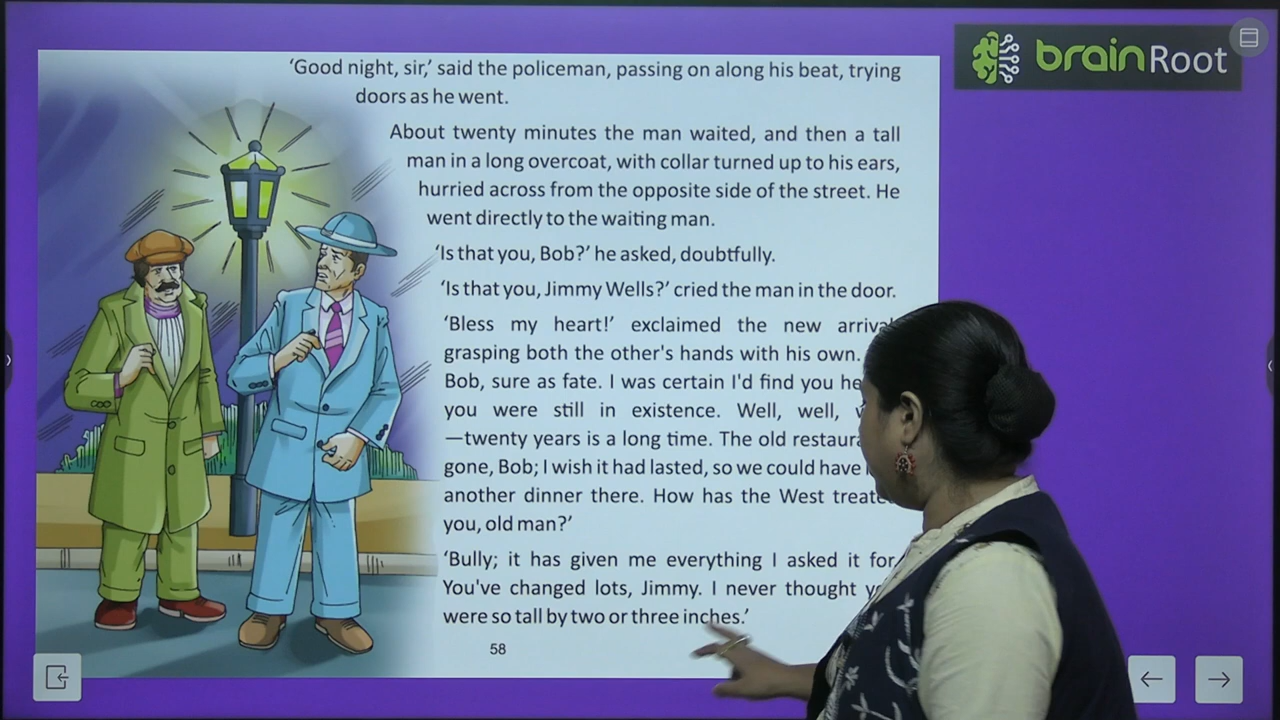 'Good night, sir,' said the policeman, passing on along his beat, trying
doors as he went.
About twenty minutes the man waited, and then a tall
man in a long overcoat, with collar turned up to his ears,
hurried across from the opposite side of the street. He
went directly to the waiting man.
'Is that you, Bob?' he asked, doubtfully.
'Is that you, Jimmy Wells?' cried the man in the door.
'Bless my heart!' exclaimed the new
grasping both the other's hands with his own.
Bob, sure as fate. I was certain I'd find you
you were still in existence. Well, well,
—twenty years is a long time. The old
gone, Bob; I wish it had lasted, so we could have
another dinner there. How has the West
you, old man?'
'Bully; it has given me everything I asked it for
You've changed lots, Jimmy. I never thought
were so tall by two or three inches.'
58
brainRoot